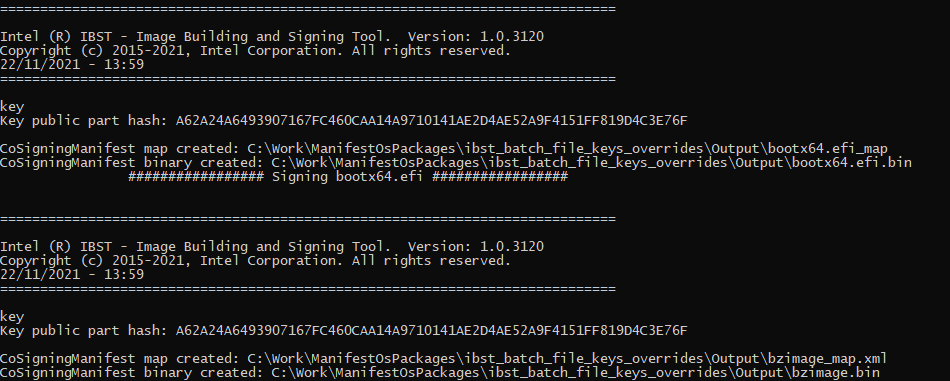 ============================================================================
Intel (R) IBST - Image Building and Signing Tool.  Version: 1.0.3120
Copyright (c) 2015-2021, Intel Corporation. All rights reserved.
22/11/2021 - 13:59
============================================================================
key
Key public part hash: A62A24A6493907167FC460CAA14A9710141AE2D4AE52A9F4151FF819D4C3E76F
CoSigningManifest map created: C:\Work\ManifestOsPackages\ibst_batch_file_keys_overrides\Output\bootx64.efi_map
CoSigningManifest binary created: C:\Work\ManifestOsPackages\ibst_batch_file_keys_overrides\Output\bootx64.efi.bin
################# Signing bootx64.efi #################
============================================================================
Intel (R) IBST - Image Building and Signing Tool.  Version: 1.0.3120
Copyright (c) 2015-2021, Intel Corporation. All rights reserved.
22/11/2021 - 13:59
============================================================================
key
Key public part hash: A62A24A6493907167FC460CAA14A9710141AE2D4AE52A9F4151FF819D4C3E76F
CoSigningManifest map created: C:\Work\ManifestOsPackages\ibst_batch_file_keys_overrides\Output\bzimage_map.xml
CoSigningManifest binary created: C:\Work\ManifestOsPackages\ibst_batch_file_keys_overrides\Output\bzimage.bin